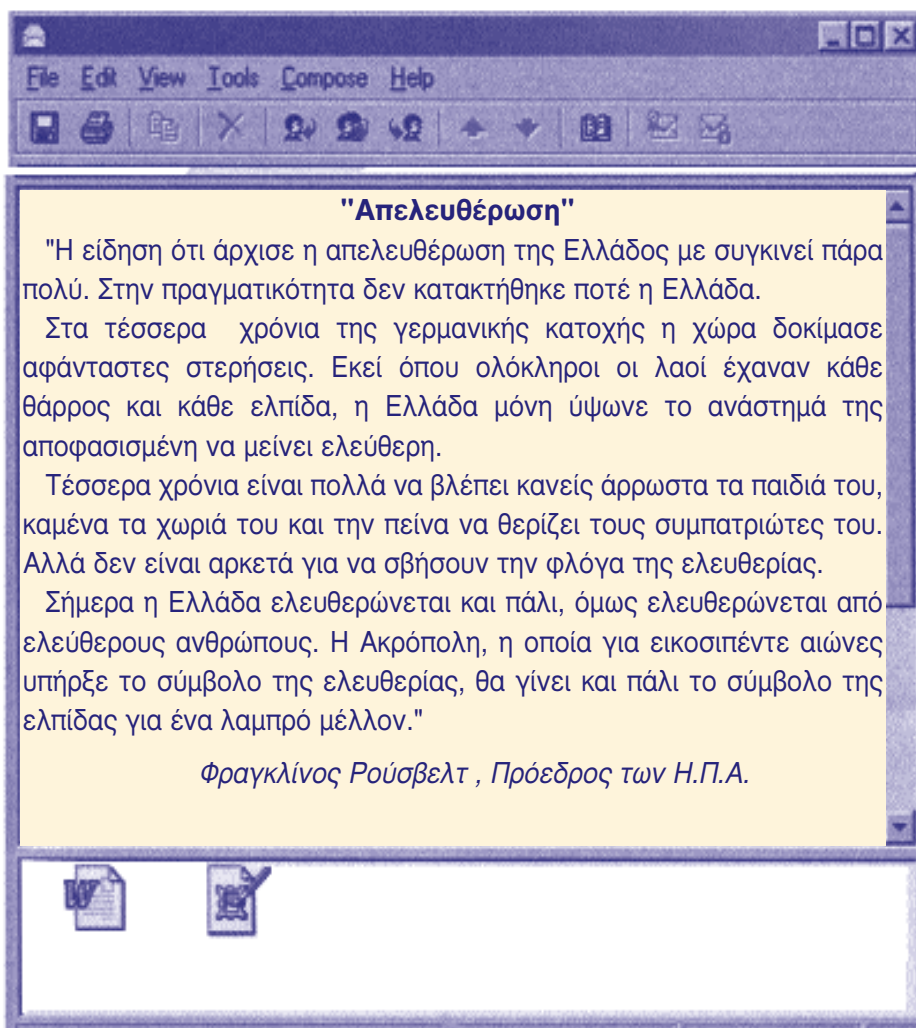 File Edit View Tools Compose Help
"Απελευθέρωση"
"Η είδηση ότι άρχισε η απελευθέρωση της Ελλάδος με συγκινεί πάρα
πολύ. Στην πραγματικότητα δεν κατακτήθηκε ποτέ η Ελλάδα.
Στα τέσσερα χρόνια της γερμανικής κατοχής η χώρα δοκίμασε
αφάνταστες στερήσεις. Εκεί όπου ολόκληροι οι λαοί έχαναν κάθε
θάρρος και κάθε ελπίδα, η Ελλάδα μόνη ύψωνε το ανάστημά της
αποφασισμένη να μείνει ελεύθερη.
Τέσσερα χρόνια είναι πολλά να βλέπει κανείς άρρωστα τα παιδιά του,
καμένα τα χωριά του και την πείνα να θερίζει τους συμπατριώτες του.
Αλλά δεν είναι αρκετά για να σβήσουν την φλόγα της ελευθερίας.
Σήμερα η Ελλάδα ελευθερώνεται και πάλι, όμως ελευθερώνεται από
ελεύθερους ανθρώπους. Η Ακρόπολη, η οποία για εικοσιπέντε αιώνες
υπήρξε το σύμβολο της ελευθερίας, θα γίνει και πάλι το σύμβολο της
ελπίδας για ένα λαμπρό μέλλον."
Φραγκλίνος Ρούσβελτ , Πρόεδρος των Η.Π.Α.
W